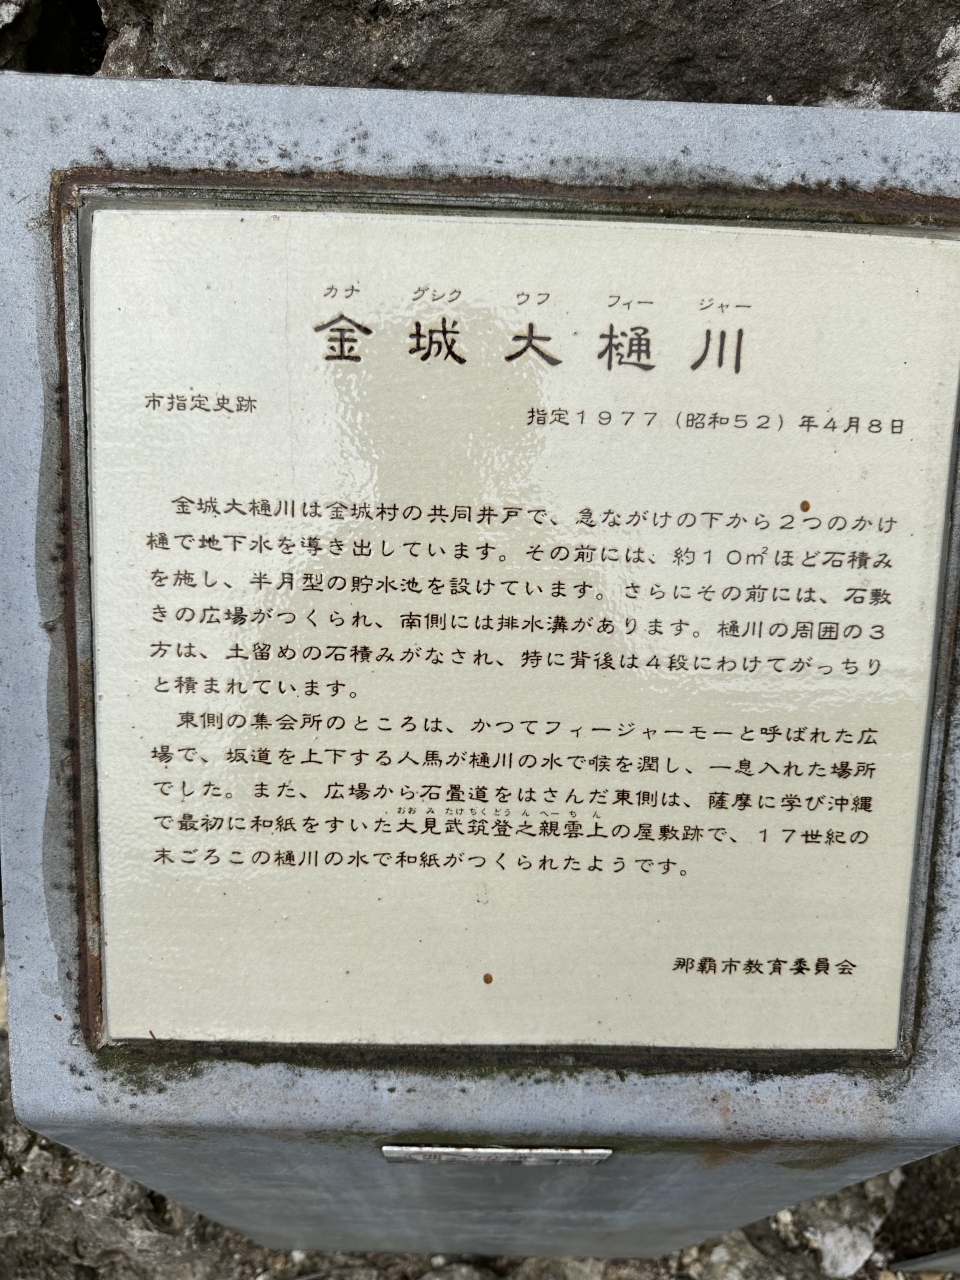 カナ グシク ウフ フィー ジャー
金城大樋川
市指定史跡
指定1977（昭和52）年4月8日
金城大樋川は金城村の共同井戸で、急ながけの下から2つのかけ
樋で地下水を導き出しています。その前には、約10㎡ほど石積み
を施し、半月型の貯水池を設けています。さらにその前には、石敷
きの広場がつくられ、南側には排水溝があります。樋川の周囲の3
方は、土留めの石積みがなされ、特に背後は4段にわけてがっちり
と積まれています。
東側の集会所のところは、かつてフィージャーモーと呼ばれた広
場で、坂道を上下する人馬が樋川の水で喉を潤し、一息入れた場所
でした。また、広場から石畳道をはさんだ東側は、薩摩に学び沖縄
おお み たけちくどぅん ぺーちん
で最初に和紙をすいた大見武筑登之親雲上の屋敷跡で、17世紀の
末ごろこの樋川の水で和紙がつくられたようです。
那覇市教育委員会